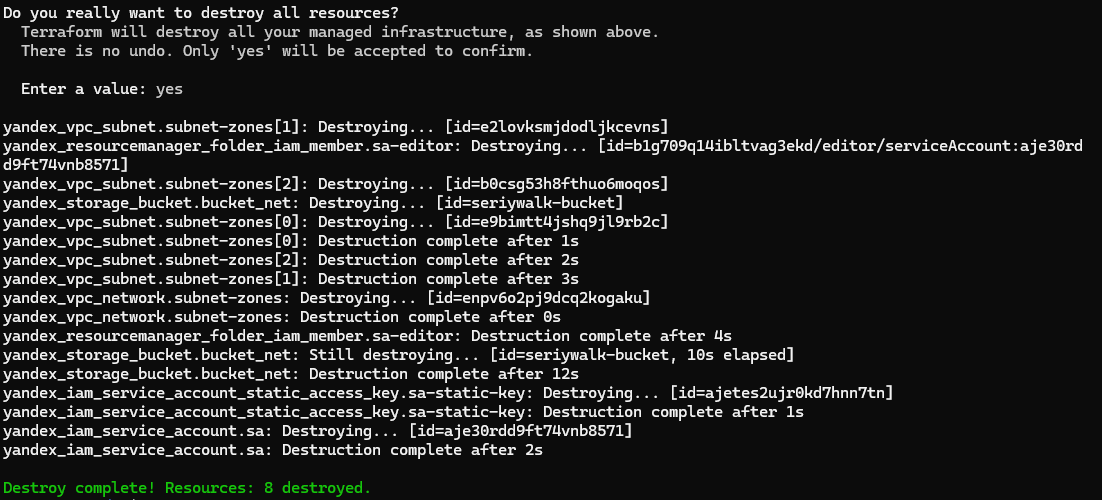 Do you really want to destroy all resources?
  Terraform will destroy all your managed infrastructure, as shown above.
  There is no undo. Only 'yes' will be accepted to confirm.

  Enter a value: yes

yandex_vpc_subnet.subnet-zones[1]: Destroying... [id=e2lovksmjdodljkcevns]
yandex_resourcemanager_folder_iam_member.sa-editor: Destroying... [id=b1g709q14ibltvag3ekd/editor/serviceAccount:aje30rd
d9ft74vnb8571]
yandex_vpc_subnet.subnet-zones[2]: Destroying... [id=b0csg53h8fthuo6moqos]
yandex_storage_bucket.bucket_net: Destroying... [id=seriywalk-bucket]
yandex_vpc_subnet.subnet-zones[0]: Destroying... [id=e9bimtt4jshq9jl9rb2c]
yandex_vpc_subnet.subnet-zones[0]: Destruction complete after 1s
yandex_vpc_subnet.subnet-zones[2]: Destruction complete after 2s
yandex_vpc_subnet.subnet-zones[1]: Destruction complete after 3s
yandex_vpc_network.subnet-zones: Destroying... [id=enpv6o2pj9dcq2kogaku]
yandex_vpc_network.subnet-zones: Destruction complete after 0s
yandex_resourcemanager_folder_iam_member.sa-editor: Destruction complete after 4s
yandex_storage_bucket.bucket_net: Still destroying... [id=seriywalk-bucket, 10s elapsed]
yandex_storage_bucket.bucket_net: Destruction complete after 12s
yandex_iam_service_account_static_access_key.sa-static-key: Destroying... [id=ajetes2ujr0kd7hnn7tn]
yandex_iam_service_account_static_access_key.sa-static-key: Destruction complete after 1s
yandex_iam_service_account.sa: Destroying... [id=aje30rdd9ft74vnb8571]
yandex_iam_service_account.sa: Destruction complete after 2s

Destroy complete! Resources: 8 destroyed.